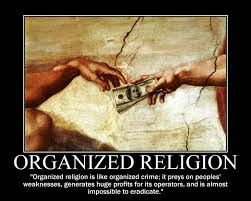 ORGANIZED RELIGION
"Organized religion is like organized crime; it preys on peoples'
weaknesses, generates huge profits for its operators, and is almost
impossible to eradicate."